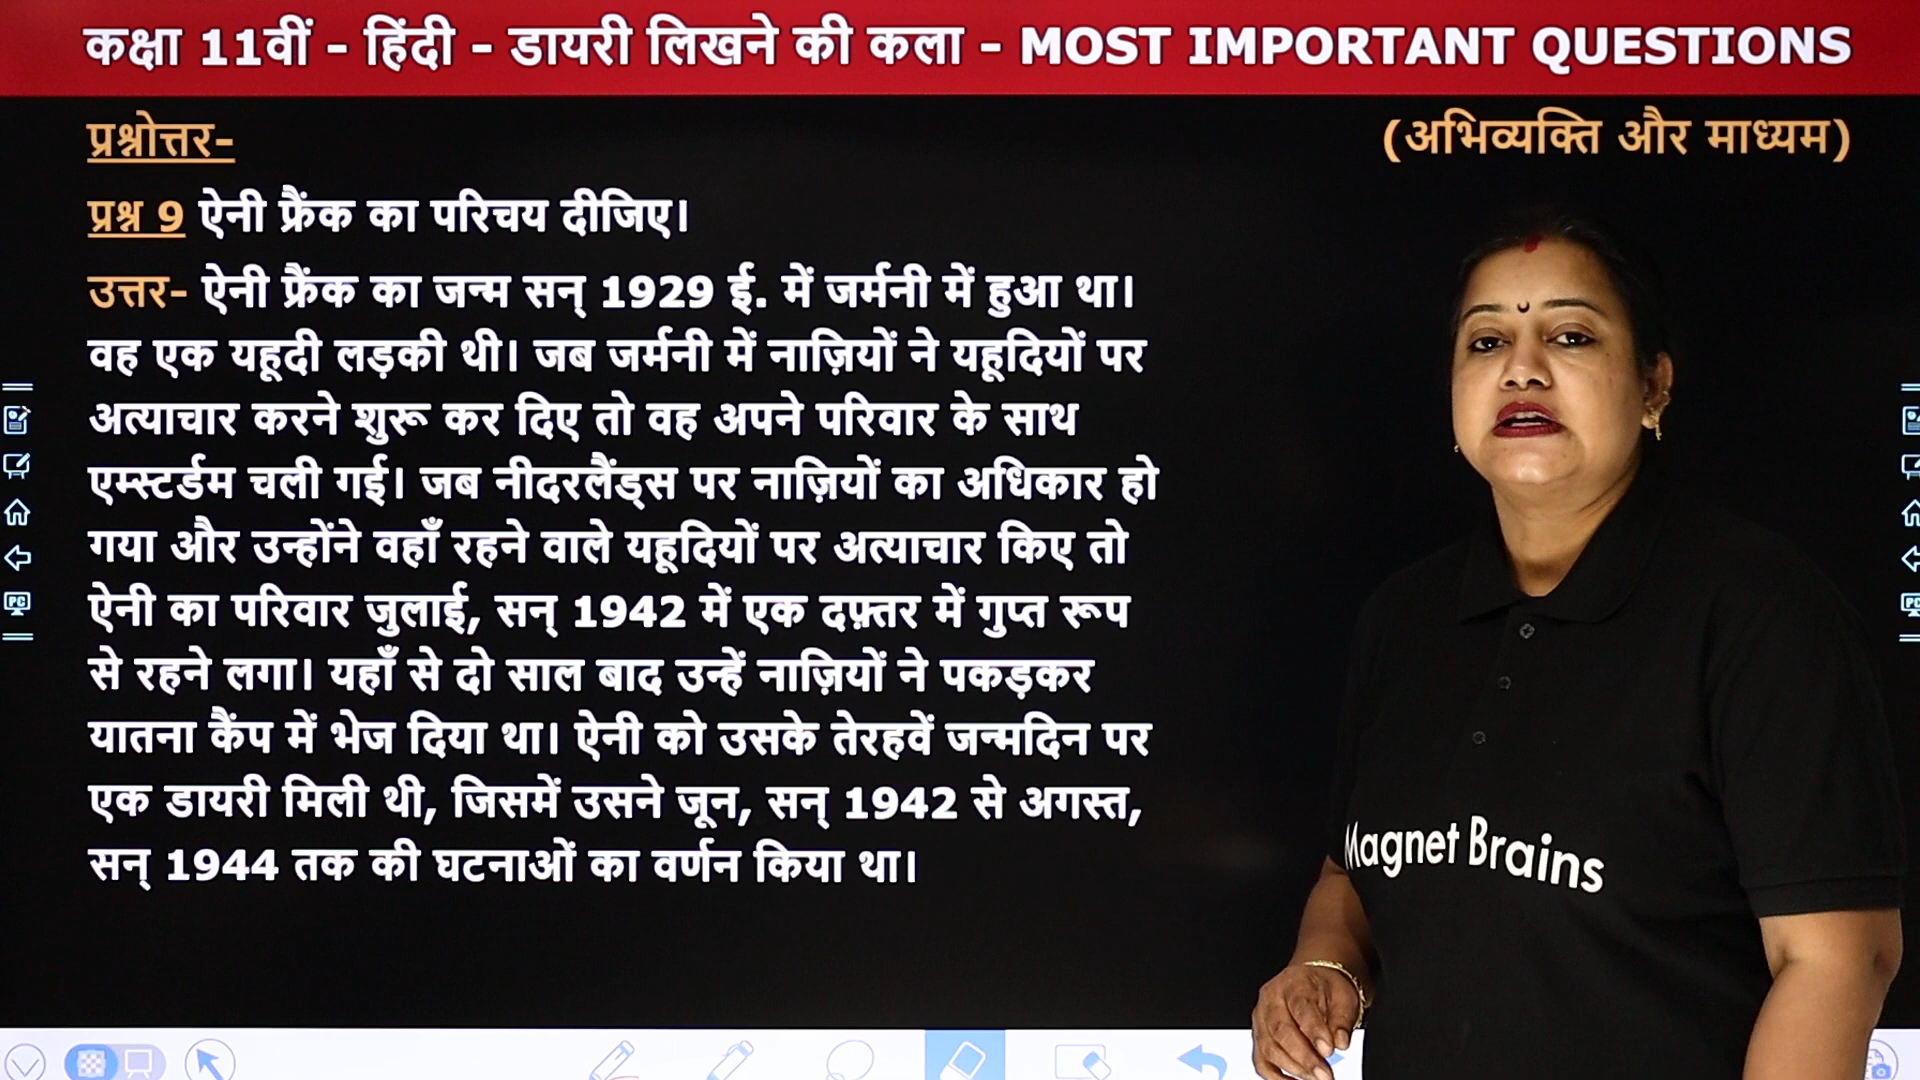 कक्षा 11वीं - हिंदी - डायरी लिखने की कला - MOST IMPORTANT QUESTIONS
प्रश्नोत्तर-
(अभिव्यक्ति और माध्यम)
प्रश्न 9 ऐनी फ्रैंक का परिचय दीजिए।
उत्तर- ऐनी फ्रैंक का जन्म सन् 1929 ई. में जर्मनी में हुआ था।
वह एक यहूदी लड़की थी। जब जर्मनी में नाज़ियों ने यहूदियों पर
अत्याचार करने शुरू कर दिए तो वह अपने परिवार के साथ
एम्स्टर्डम चली गई। जब नीदरलैंड्स पर नाज़ियों का अधिकार हो
गया और उन्होंने वहाँ रहने वाले यहूदियों पर अत्याचार किए तो
ऐनी का परिवार जुलाई, सन् 1942 में एक दफ़्तर में गुप्त रूप
से रहने लगा। यहाँ से दो साल बाद उन्हें नाज़ियों ने पकड़कर
यातना कैंप में भेज दिया था। ऐनी को उसके तेरहवें जन्मदिन पर
एक डायरी मिली थी, जिसमें उसने जून, सन् 1942 से अगस्त,
सन् 1944 तक की घटनाओं का वर्णन किया था।
Magnet Brains
PC